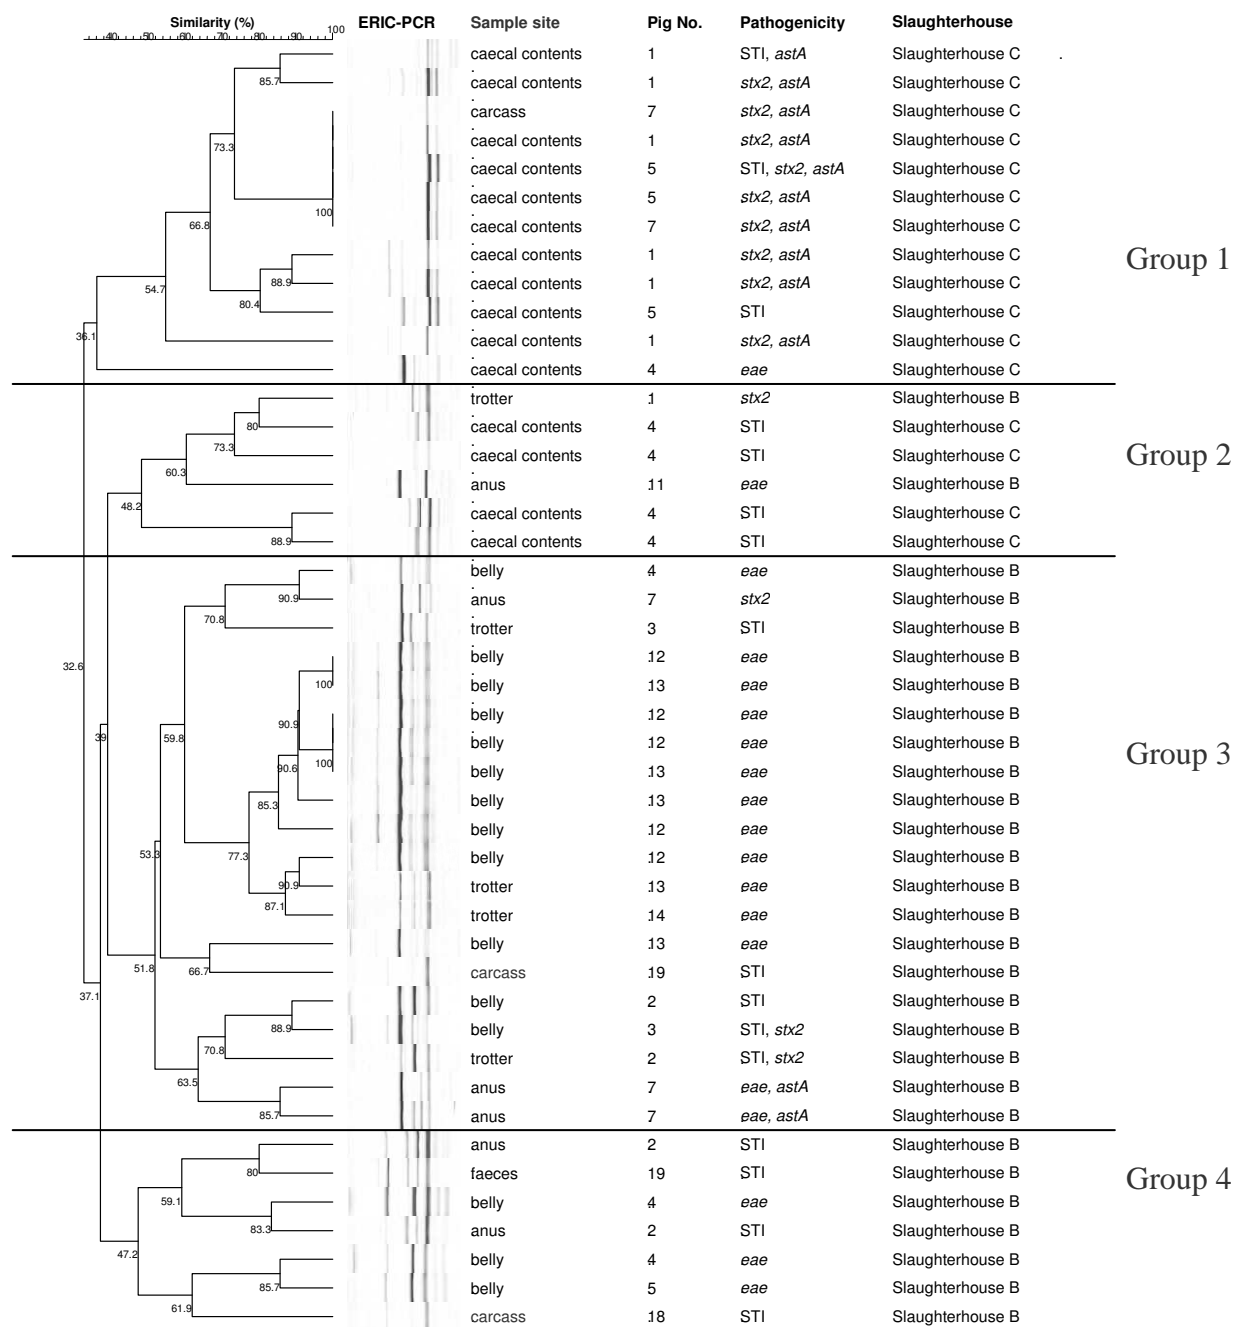 Similarity (%) ERIC-PCR Sample site Pig No. Pathogenicity Slaughterhouse
40 50 60 70 80 90 100
caecal contents 1 STI, astA Slaughterhouse C
85.7 caecal contents 1 stx2, astA Slaughterhouse C
carcass 7 stx2, astA Slaughterhouse C
73.3 caecal contents 1 stx2, astA Slaughterhouse C
caecal contents 5 STI, stx2, astA Slaughterhouse C
caecal contents 5 stx2, astA Slaughterhouse C
100
66.8 caecal contents 7 stx2, astA Slaughterhouse C
caecal contents 1 stx2, astA Slaughterhouse C
Group 1
54.7 88.9 caecal contents 1 stx2, astA Slaughterhouse C
80.4 caecal contents 5 STI Slaughterhouse C
36.1 caecal contents 1 stx2, astA Slaughterhouse C
caecal contents 4 eae Slaughterhouse C
trotter 1 stx2 Slaughterhouse B
80 caecal contents 4 STI Slaughterhouse C
73.3 caecal contents 4 STI Slaughterhouse C
Group 2
60.3 anus 11 eae Slaughterhouse B
48.2 caecal contents 4 STI Slaughterhouse C
88.9 caecal contents 4 STI Slaughterhouse C
belly 4 eae Slaughterhouse B
90.9 anus 7 stx2 Slaughterhouse B
70.8 trotter 3 STI Slaughterhouse B
32.6 belly 12 eae Slaughterhouse B
100 belly 13 eae Slaughterhouse B
90.9 belly 12 eae Slaughterhouse B
39 59.8 belly 12 eae Slaughterhouse B
Group 3
100
90.6 belly 13 eae Slaughterhouse B
85.3 belly 13 eae Slaughterhouse B
belly 12 eae Slaughterhouse B
53.3 77.3 belly 12 eae Slaughterhouse B
90.9 trotter 13 eae Slaughterhouse B
87.1 trotter 14 eae Slaughterhouse B
belly 13 eae Slaughterhouse B
51.8 66.7 carcass 19 STI Slaughterhouse B
37.1 belly 2 STI Slaughterhouse B
88.9 belly 3 STI, stx2 Slaughterhouse B
70.8 trotter 2 STI, stx2 Slaughterhouse B
63.5 anus 7 eae, astA Slaughterhouse B
85.7 anus 7 eae, astA Slaughterhouse B
anus 2 STI Slaughterhouse B
80 faeces 19 STI Slaughterhouse B
Group 4
59.1 belly 4 eae Slaughterhouse B
83.3 anus 2 STI Slaughterhouse B
47.2 belly 4 eae Slaughterhouse B
85.7 belly 5 eae Slaughterhouse B
61.9 carcass 18 STI Slaughterhouse B